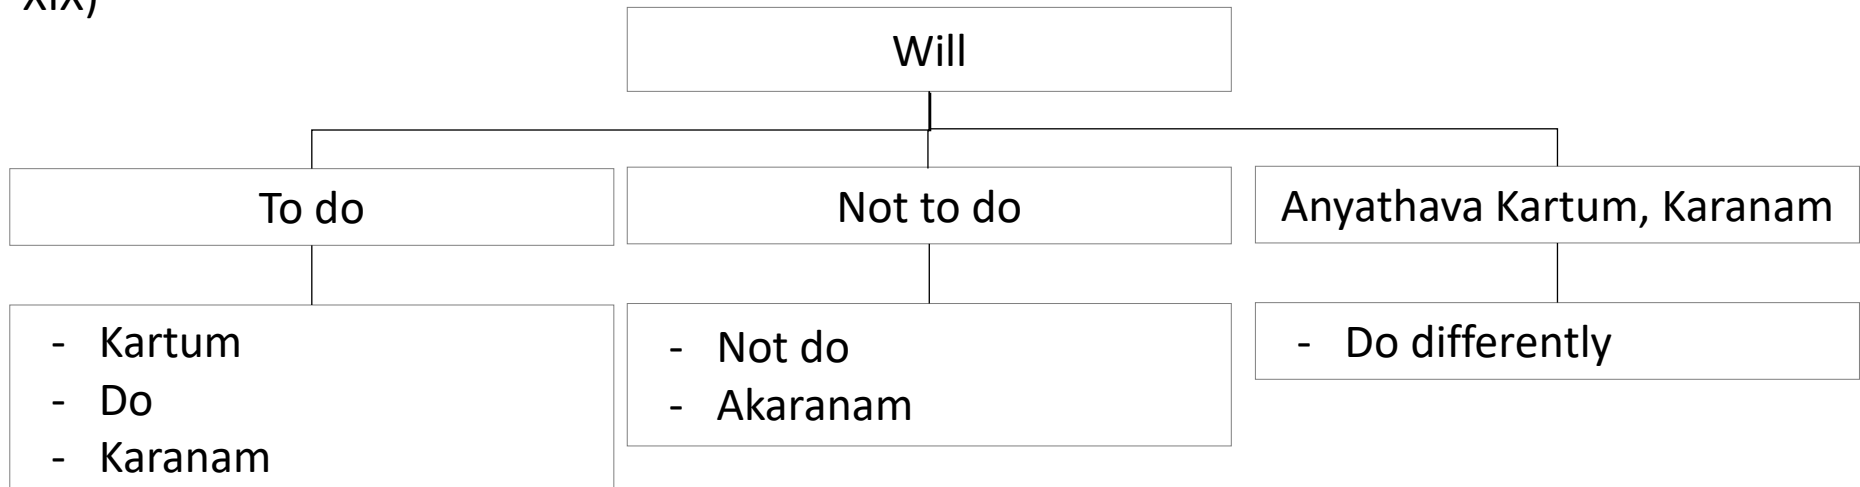 XIX)
Will
To do
Not to do
Anyathava Kartum, Karanam
- Kartum
- Do
- Karanam
- Not do
- Akaranam
- Do differently